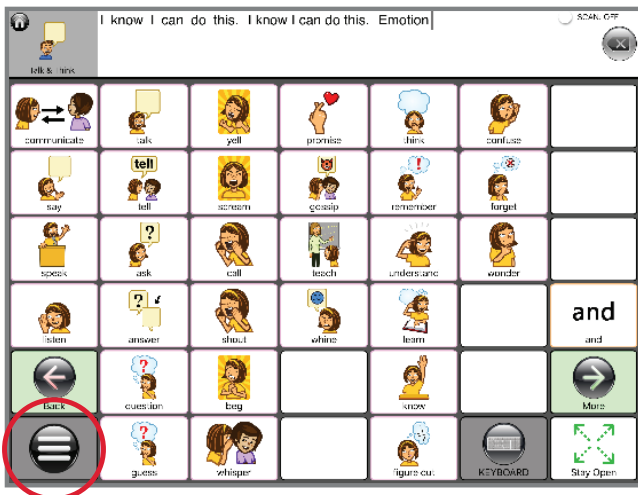 I know I can do this. I know I can do this. Emotion
SCAN: OFF
Talk & Think
communicate talk yell promise think confuse
tell
say tell scream gossip remember forget
speak ask call teach understand wonder
and
listen answer shout whine learn and
Back question beg know More
guess whisper figure out KEYBOARD Stay Open